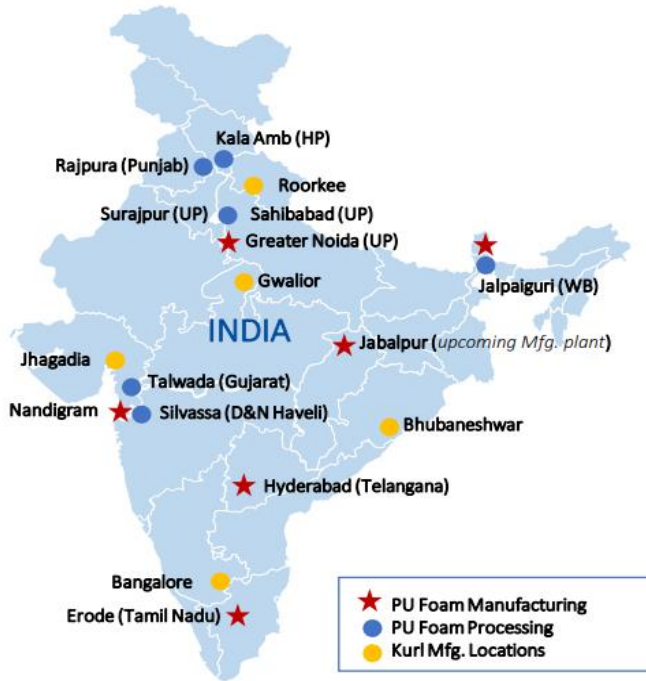 Kala Amb (HP)
Rajpura (Punjab)
Roorkee
Surajpur (UP)
Sahibabad (UP)
Greater Noida (UP)
Jalpaiguri (WB)
Gwalior
INDIA
Jabalpur (upcoming Mfg. plant)
Jhagadia
Talwada (Gujarat)
Nandigram
Silvassa (D&N Haveli)
Bhubaneshwar
Hyderabad (Telangana)
Bangalore
Erode (Tamil Nadu)
PU Foam Manufacturing
PU Foam Processing
Kurl Mfg. Locations